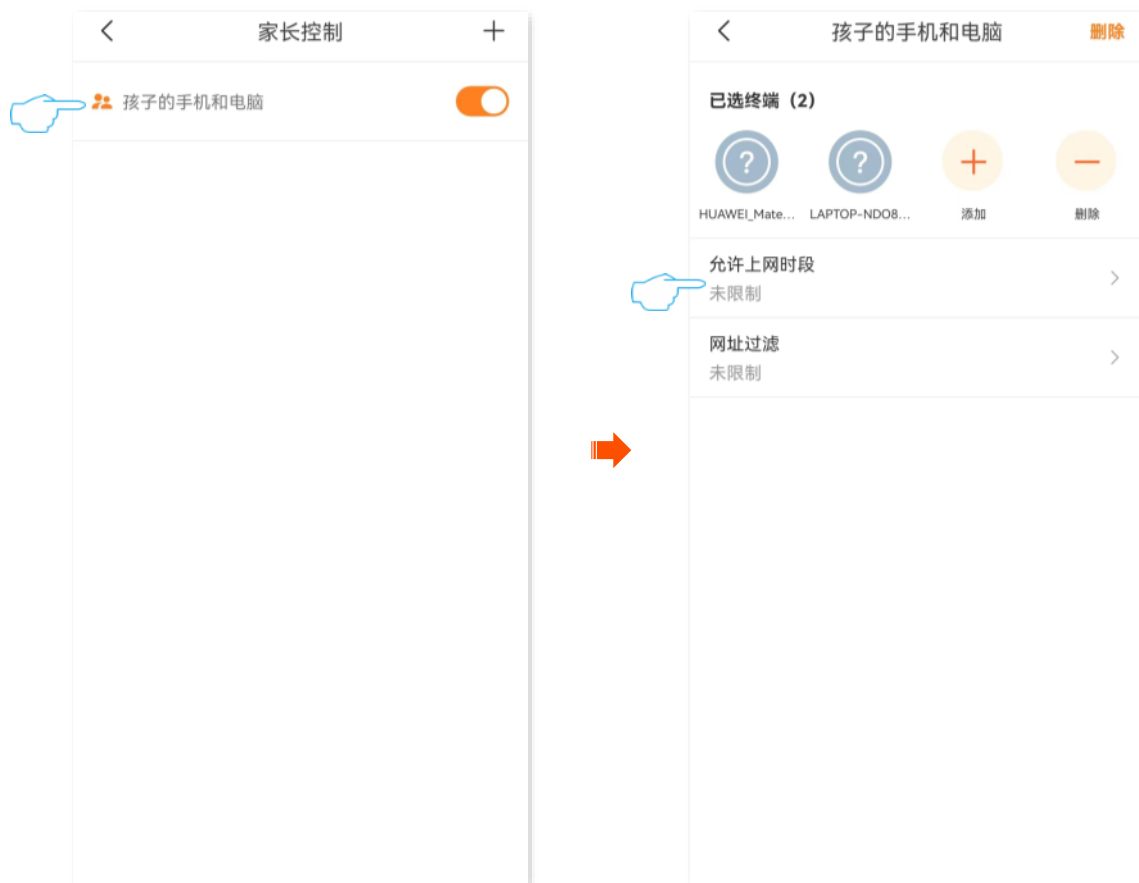 家长控制
孩子的手机和电脑
孩子的手机和电脑
删除
已选终端（2）
HUAWEI_Mate...
LAPTOP-NDO8...
添加
删除
允许上网时段
未限制
网址过滤
未限制